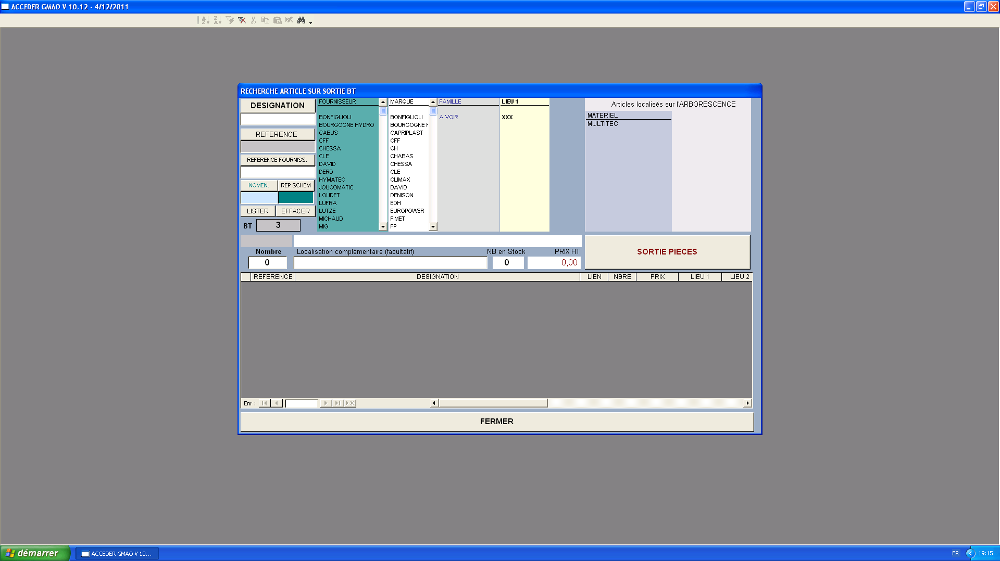 ACCEDER GMAO V 10.12 - 4/12/2011
RECHERCHE ARTICLE SUR SORTIE BT
DESIGNATION
REFERENCE
REFERENCE FOURNISS.
NOMEN. REP.SCHEM
LISTER EFFACER
BT 3
FOURNISSEUR
BONFIGLIOLI
BOURGOGNE HYDRO
CABUS
CFF
CHESSA
CLE
DAVID
DERD
HYMATEC
JOUCOMATIC
LOUDET
LUFRA
LUTZE
MICHAUD
MIG
MARQUE
BONFIGLIOLI
BOURGOGNE H
CAPRIPLAST
CFF
CH
CHABAS
CHESSA
CLE
CLIMAX
DAVID
DENISON
EDH
EUROPOWER
FIMET
FP
FAMILLE
A VOIR
LIEU 1
XXX
Articles localisés sur l'ARBORESCENCE
MATERIEL
MULTITEC
Nombre Localisation complémentaire (facultatif) NB en Stock PRIX HT
0 0 0,00
SORTIE PIECES
REFERENCE DESIGNATION LIEN NBRE PRIX LIEU 1 LIEU 2
Enr :
FERMER
démarrer ACCEDER GMAO V 10... FR 19:15